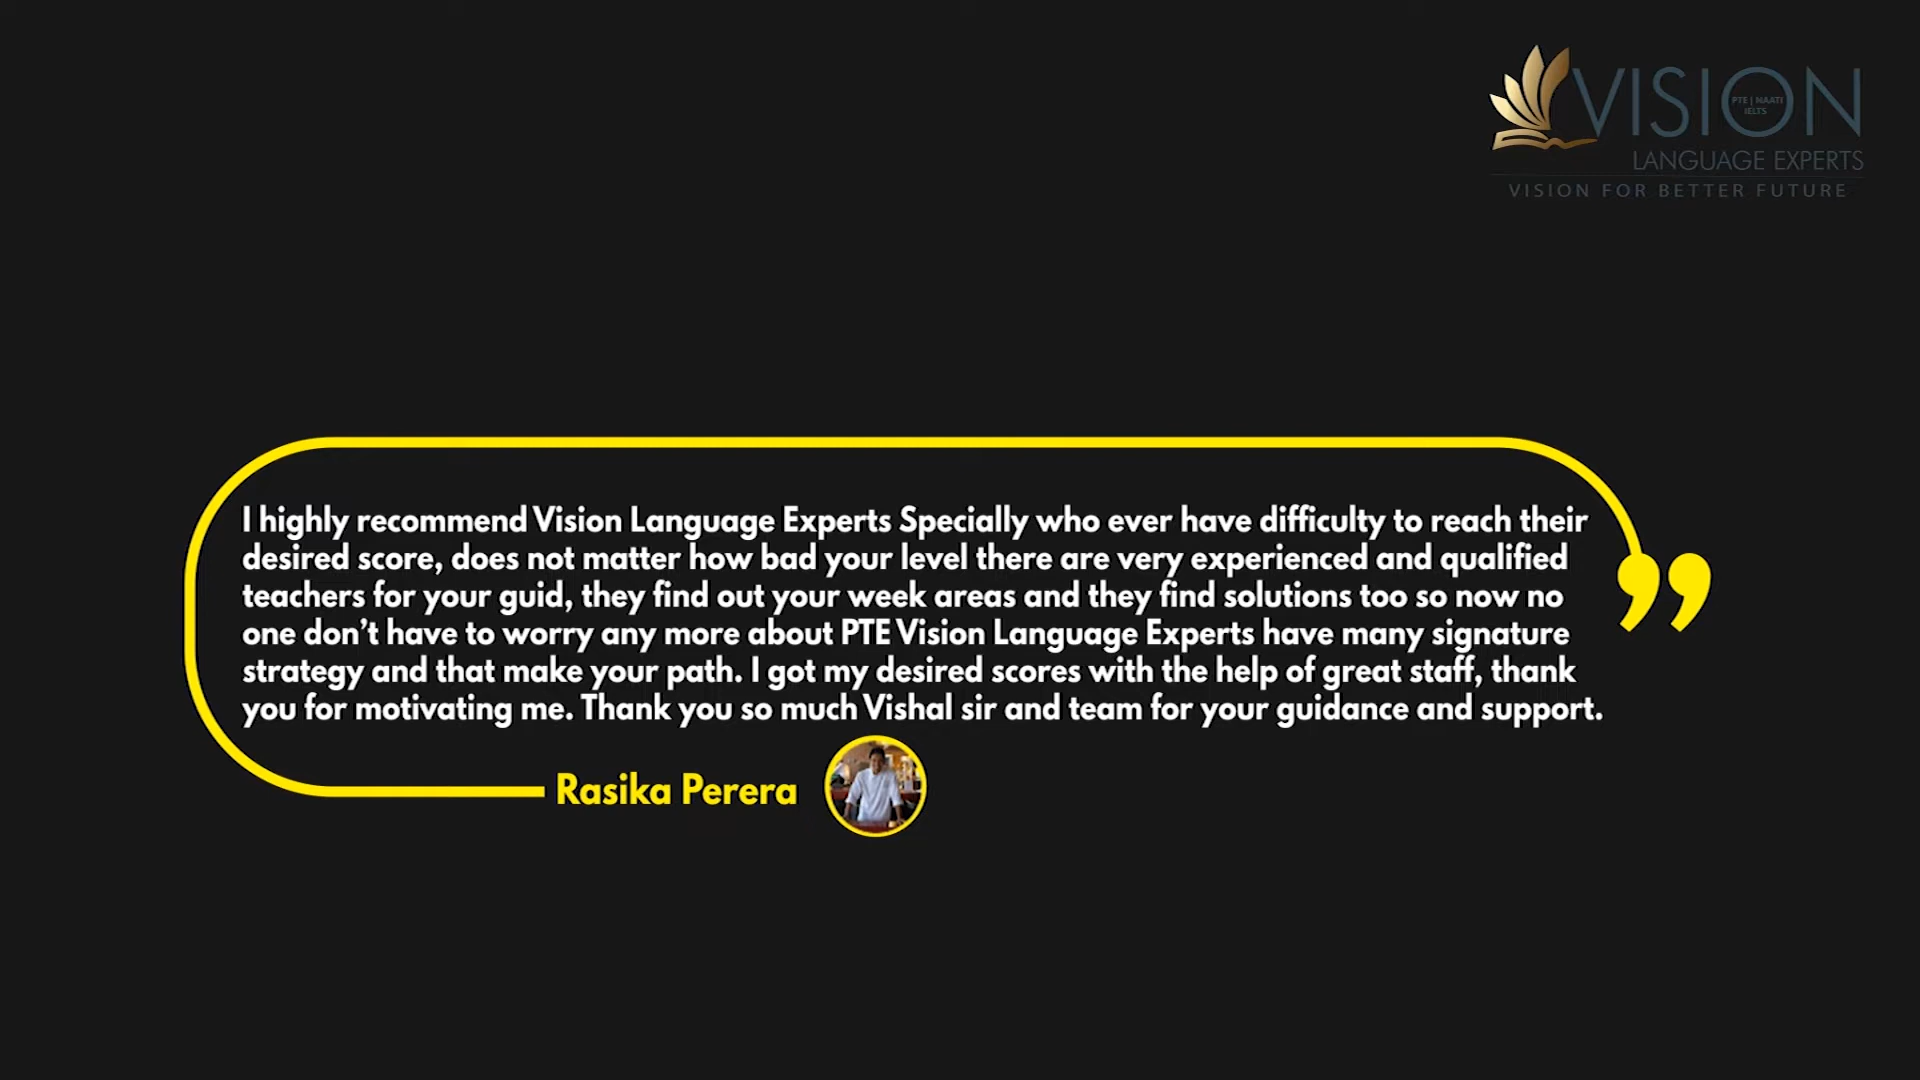 VISION
PTE | NAATI
IELTS
LANGUAGE EXPERTS
VISION FOR BETTER FUTURE
I highly recommend Vision Language Experts Specially who ever have difficulty to reach their
desired score, does not matter how bad your level there are very experienced and qualified
teachers for your guid, they find out your week areas and they find solutions too so now no
one don’t have to worry any more about PTE Vision Language Experts have many signature
strategy and that make your path. I got my desired scores with the help of great staff, thank
you for motivating me. Thank you so much Vishal sir and team for your guidance and support.
”
Rasika Perera